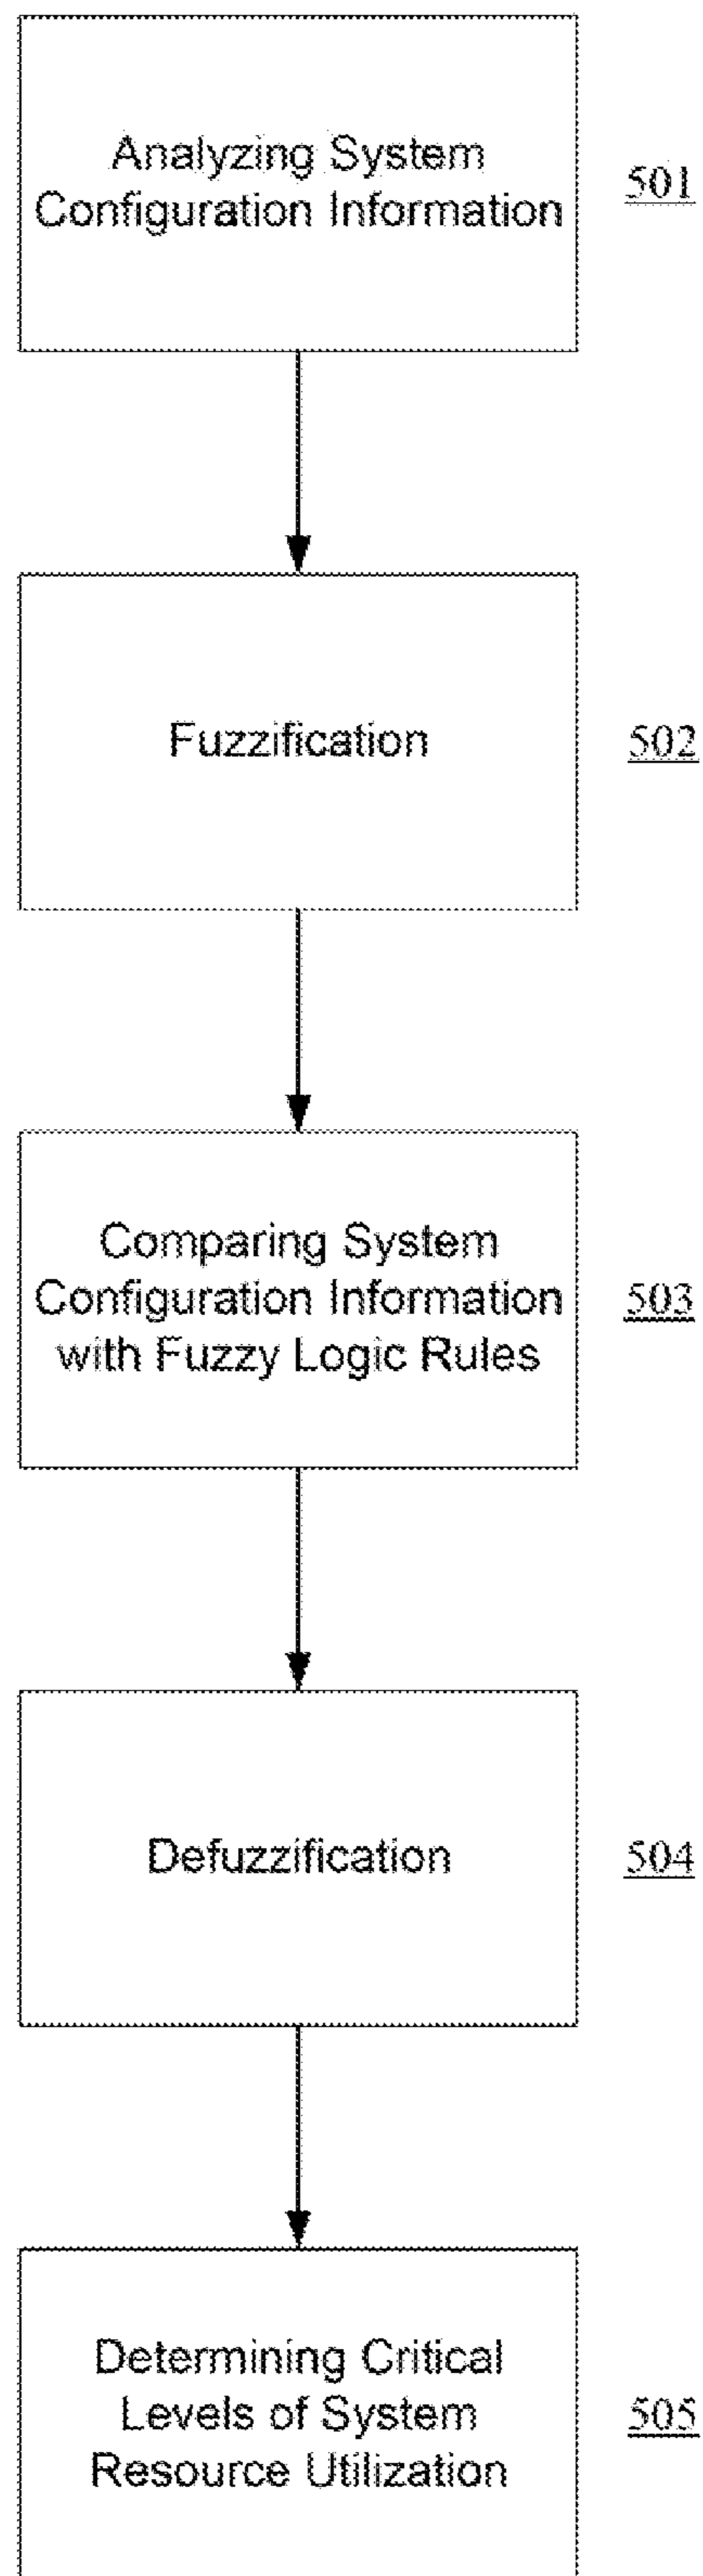 Analyzing System
Configuration Information
501
Fuzzification
502
Comparing System
Configuration Information
with Fuzzy Logic Rules
503
Defuzzification
504
Determining Critical
Levels of System
Resource Utilization
505